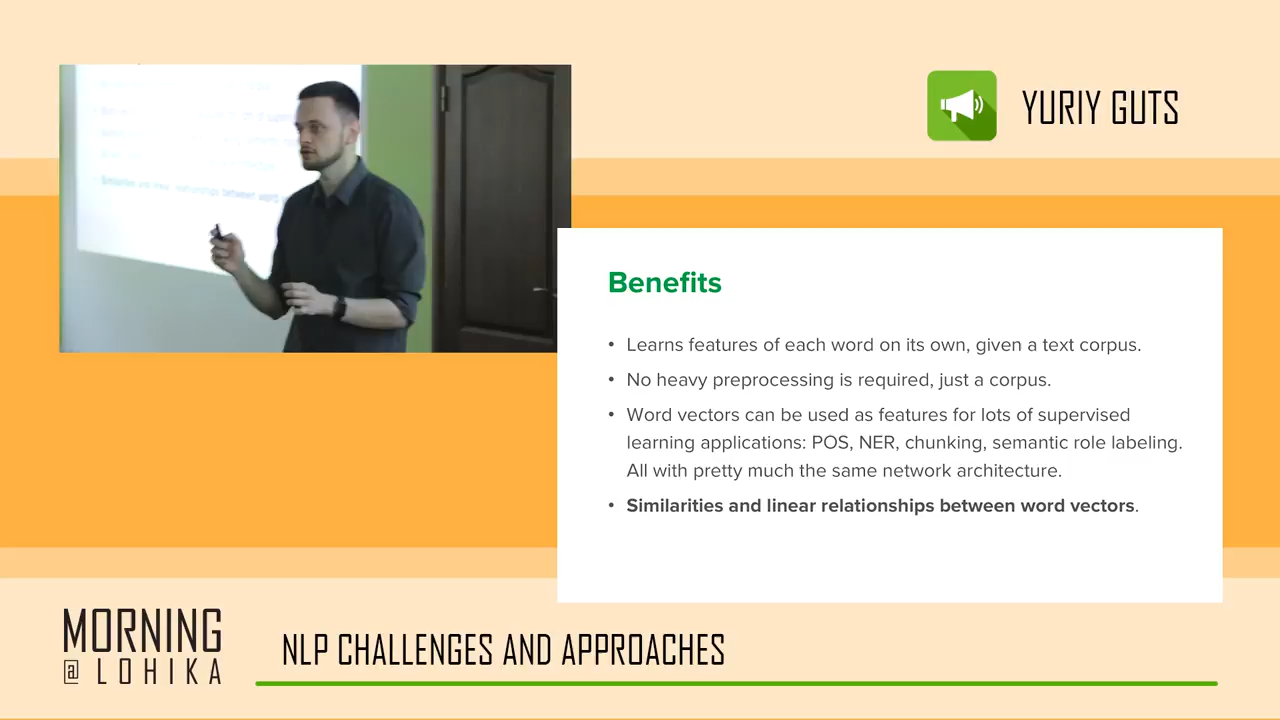 YURIY GUTS
Benefits
• Learns features of each word on its own, given a text corpus.
• No heavy preprocessing is required, just a corpus.
• Word vectors can be used as features for lots of supervised
learning applications: POS, NER, chunking, semantic role labeling.
All with pretty much the same network architecture.
• Similarities and linear relationships between word vectors.
MORNING
@ LOHIKA
NLP CHALLENGES AND APPROACHES